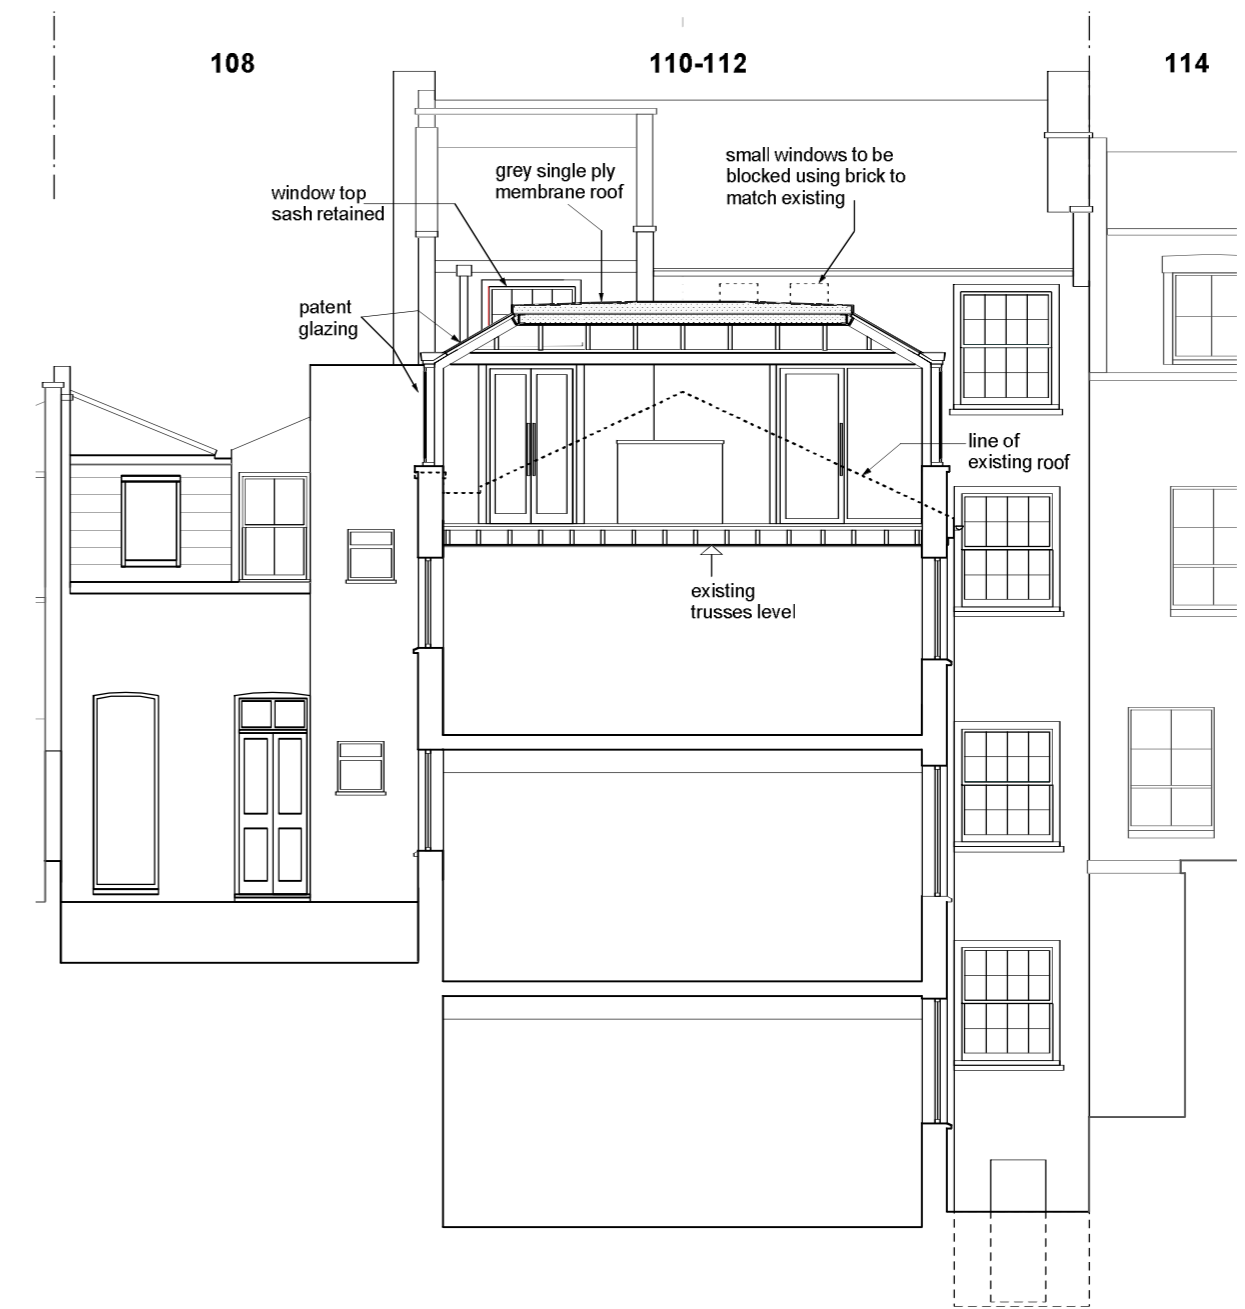 108
110-112
114
small windows to be
blocked using brick to
match existing
grey single ply
membrane roof
window top
sash retained
patent
glazing
line of
existing roof
existing
trusses level